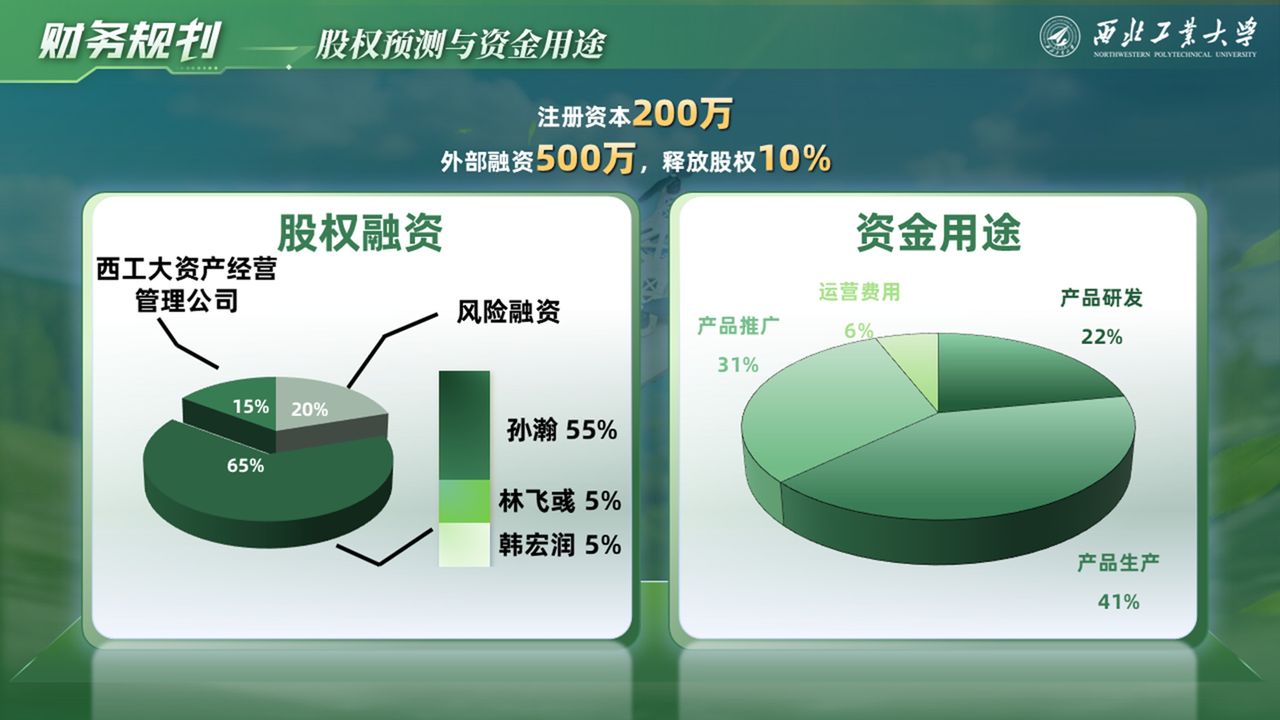 财务规划
股权预测与资金用途
西北工业大学
NORTHWESTERN POLYTECHNICAL UNIVERSITY
注册资本200万
外部融资500万，释放股权10%
股权融资
西工大资产经营
管理公司
风险融资
15%
20%
65%
孙瀚 55%
林飞彧 5%
韩宏润 5%
资金用途
运营费用
6%
产品研发
22%
产品推广
31%
产品生产
41%